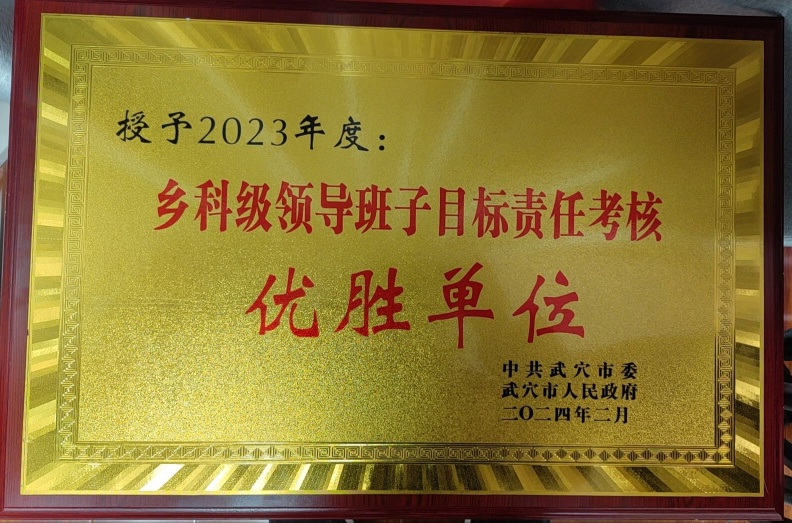 授予2023年度：
乡科级领导班子目标责任考核
优胜单位
中共武穴市委
武穴市人民政府
二〇二四年二月